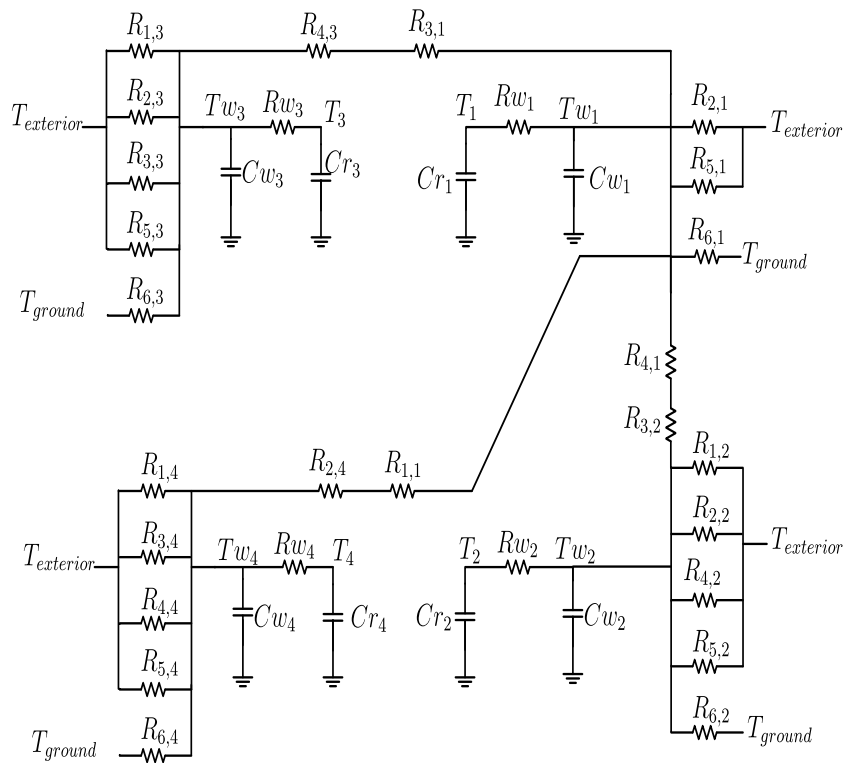 R1,3
R4,3
R3,1
R2,3
Texterior
Tw3
Rw3
T3
T1
Rw1
Tw1
R2,1
Texterior
R3,3
Cw3
Cr3
Cr1
Cw1
R5,1
R5,3
R6,1
Tground
R6,3
Tground
R4,1
R3,2
R1,4
R2,4
R1,1
R1,2
R2,2
R3,4
Texterior
Tw4
Rw4
T4
T2
Rw2
Tw2
Texterior
R4,4
Cw4
Cr4
Cr2
Cw2
R4,2
R5,4
R5,2
R6,4
Tground
R6,2
Tground